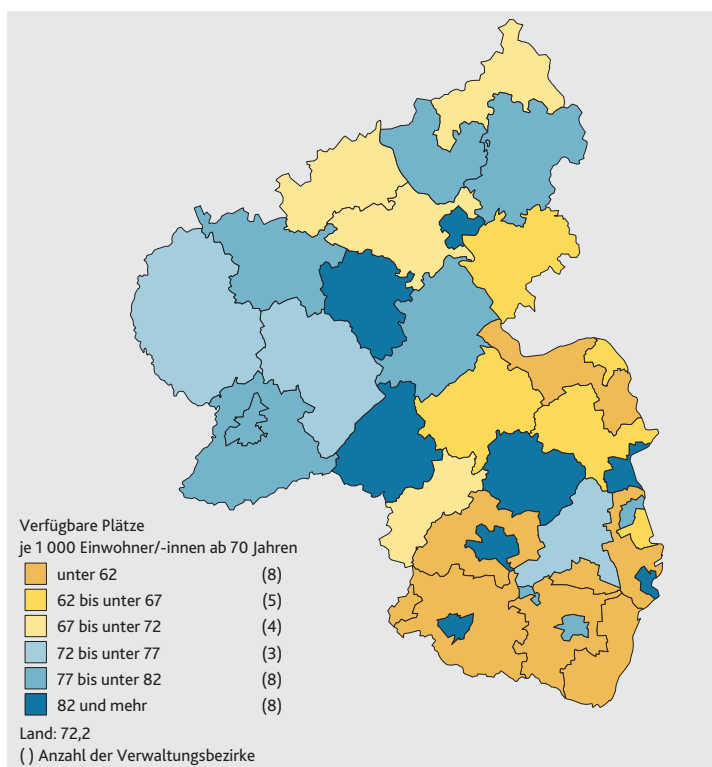 Verfügbare Plätze
je 1 000 Einwohner/-innen ab 70 Jahren
unter 62 (8)
62 bis unter 67 (5)
67 bis unter 72 (4)
72 bis unter 77 (3)
77 bis unter 82 (8)
82 und mehr (8)
Land: 72,2
( ) Anzahl der Verwaltungsbezirke